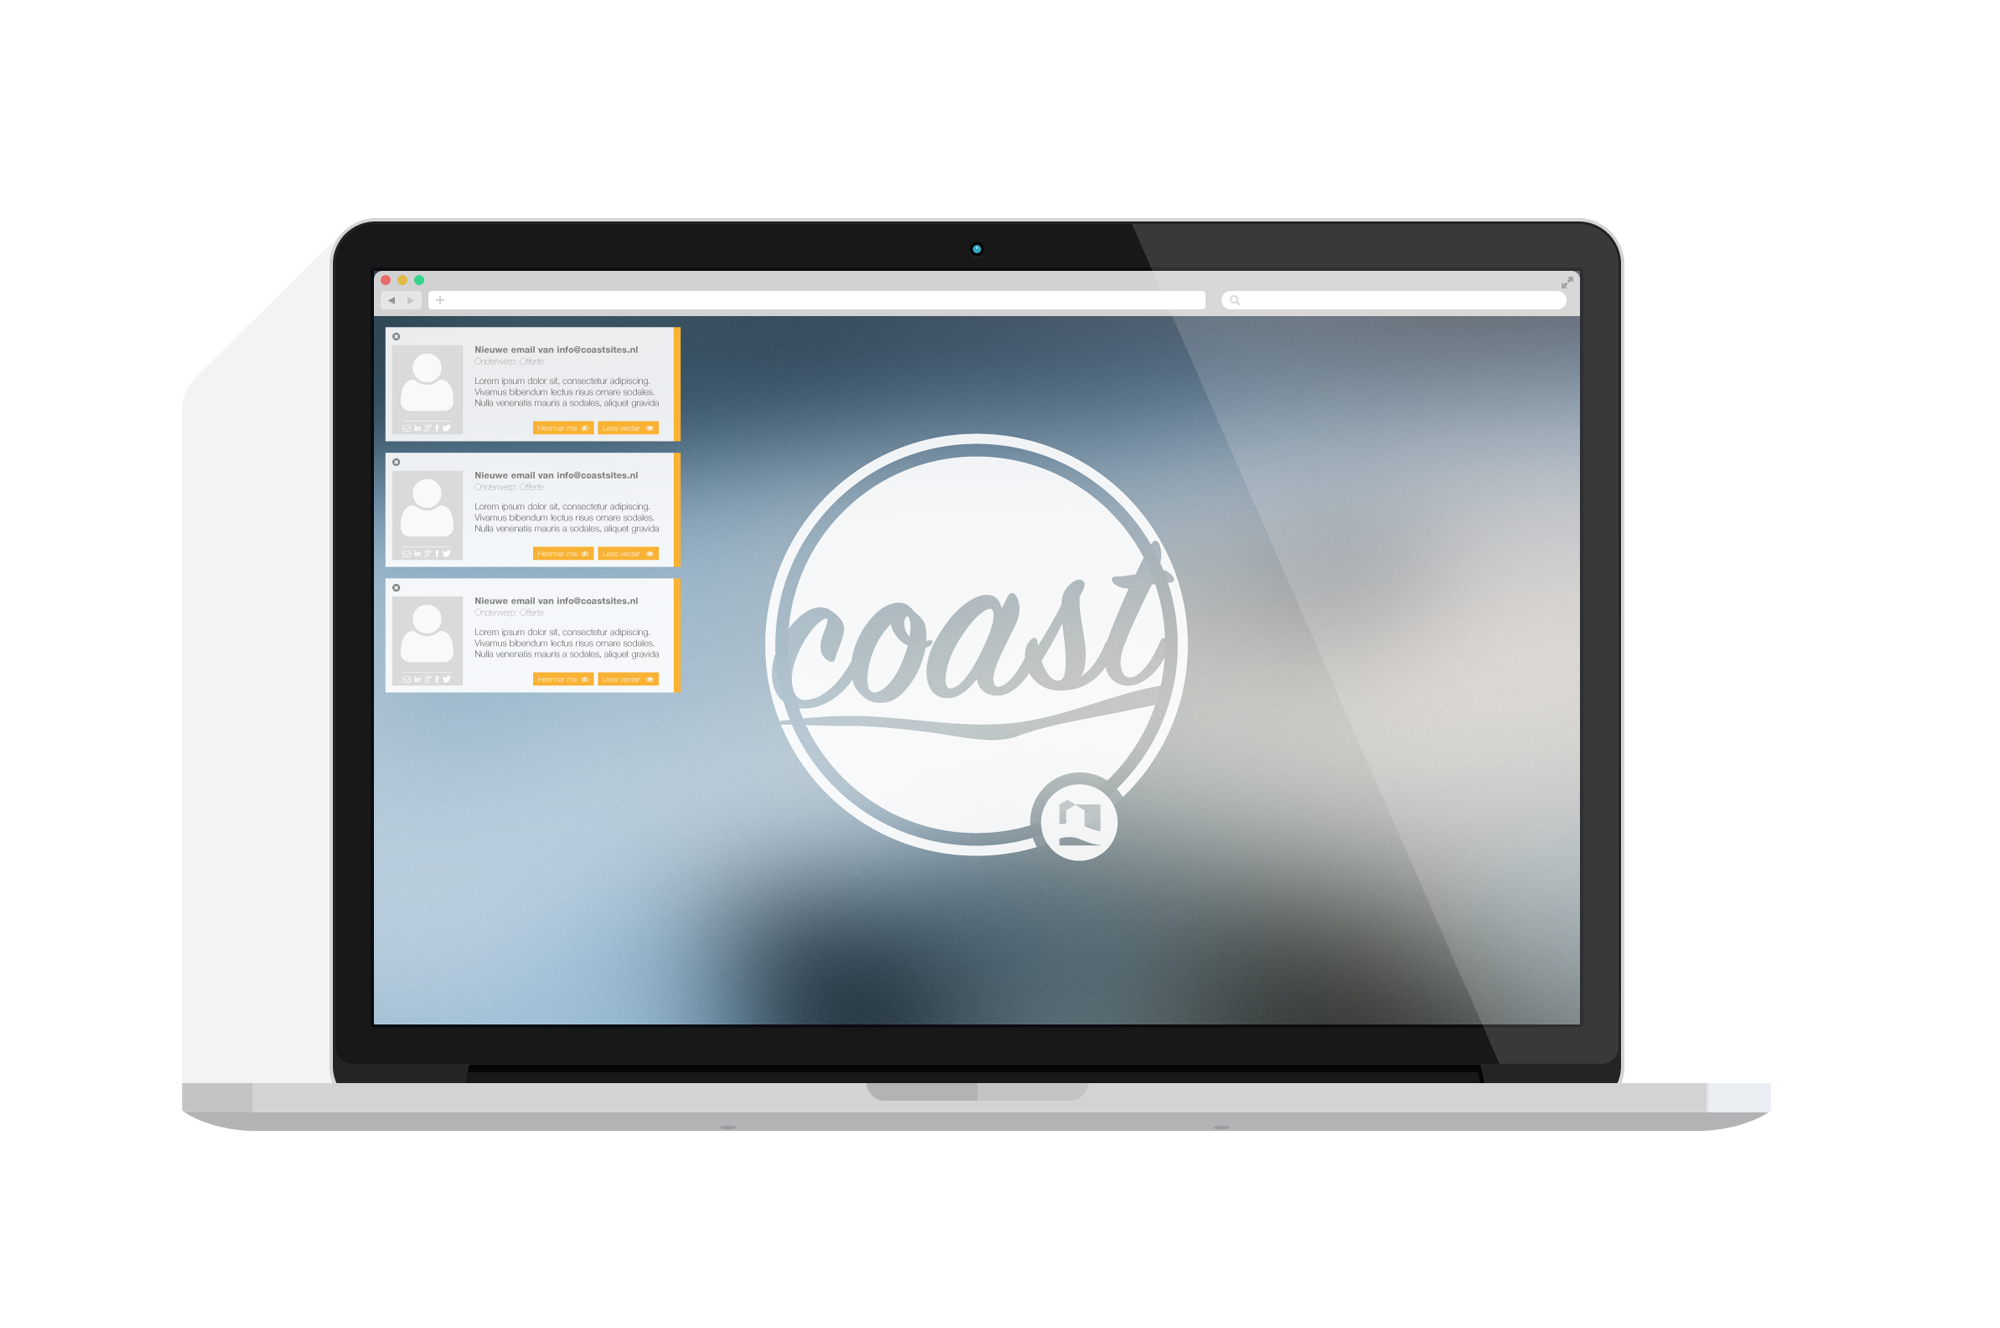 Nieuwe email van info@coastsites.nl
Onderwerp: Offerte
Lorem ipsum dolor sit, consectetur adipiscing.
Vivamus bibendum lectus risus ornare sodales.
Nulla venenatis mauris a sodales, aliquet gravida
Herinner me
Lees verder
Nieuwe email van info@coastsites.nl
Onderwerp: Offerte
Lorem ipsum dolor sit, consectetur adipiscing.
Vivamus bibendum lectus risus ornare sodales.
Nulla venenatis mauris a sodales, aliquet gravida
Herinner me
Lees verder
Nieuwe email van info@coastsites.nl
Onderwerp: Offerte
Lorem ipsum dolor sit, consectetur adipiscing.
Vivamus bibendum lectus risus ornare sodales.
Nulla venenatis mauris a sodales, aliquet gravida
Herinner me
Lees verder
coast